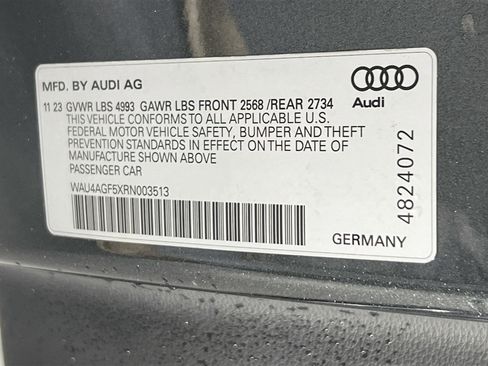 MFD. BY AUDI AG
11 23 GVWR LBS 4993 GAWR LBS FRONT 2568 /REAR 2734
THIS VEHICLE CONFORMS TO ALL APPLICABLE U.S.
FEDERAL MOTOR VEHICLE SAFETY, BUMPER AND THEFT
PREVENTION STANDARDS IN EFFECT ON THE DATE OF
MANUFACTURE SHOWN ABOVE
PASSENGER CAR
WAU4AGF5XRN003513
Audi
4824072
GERMANY